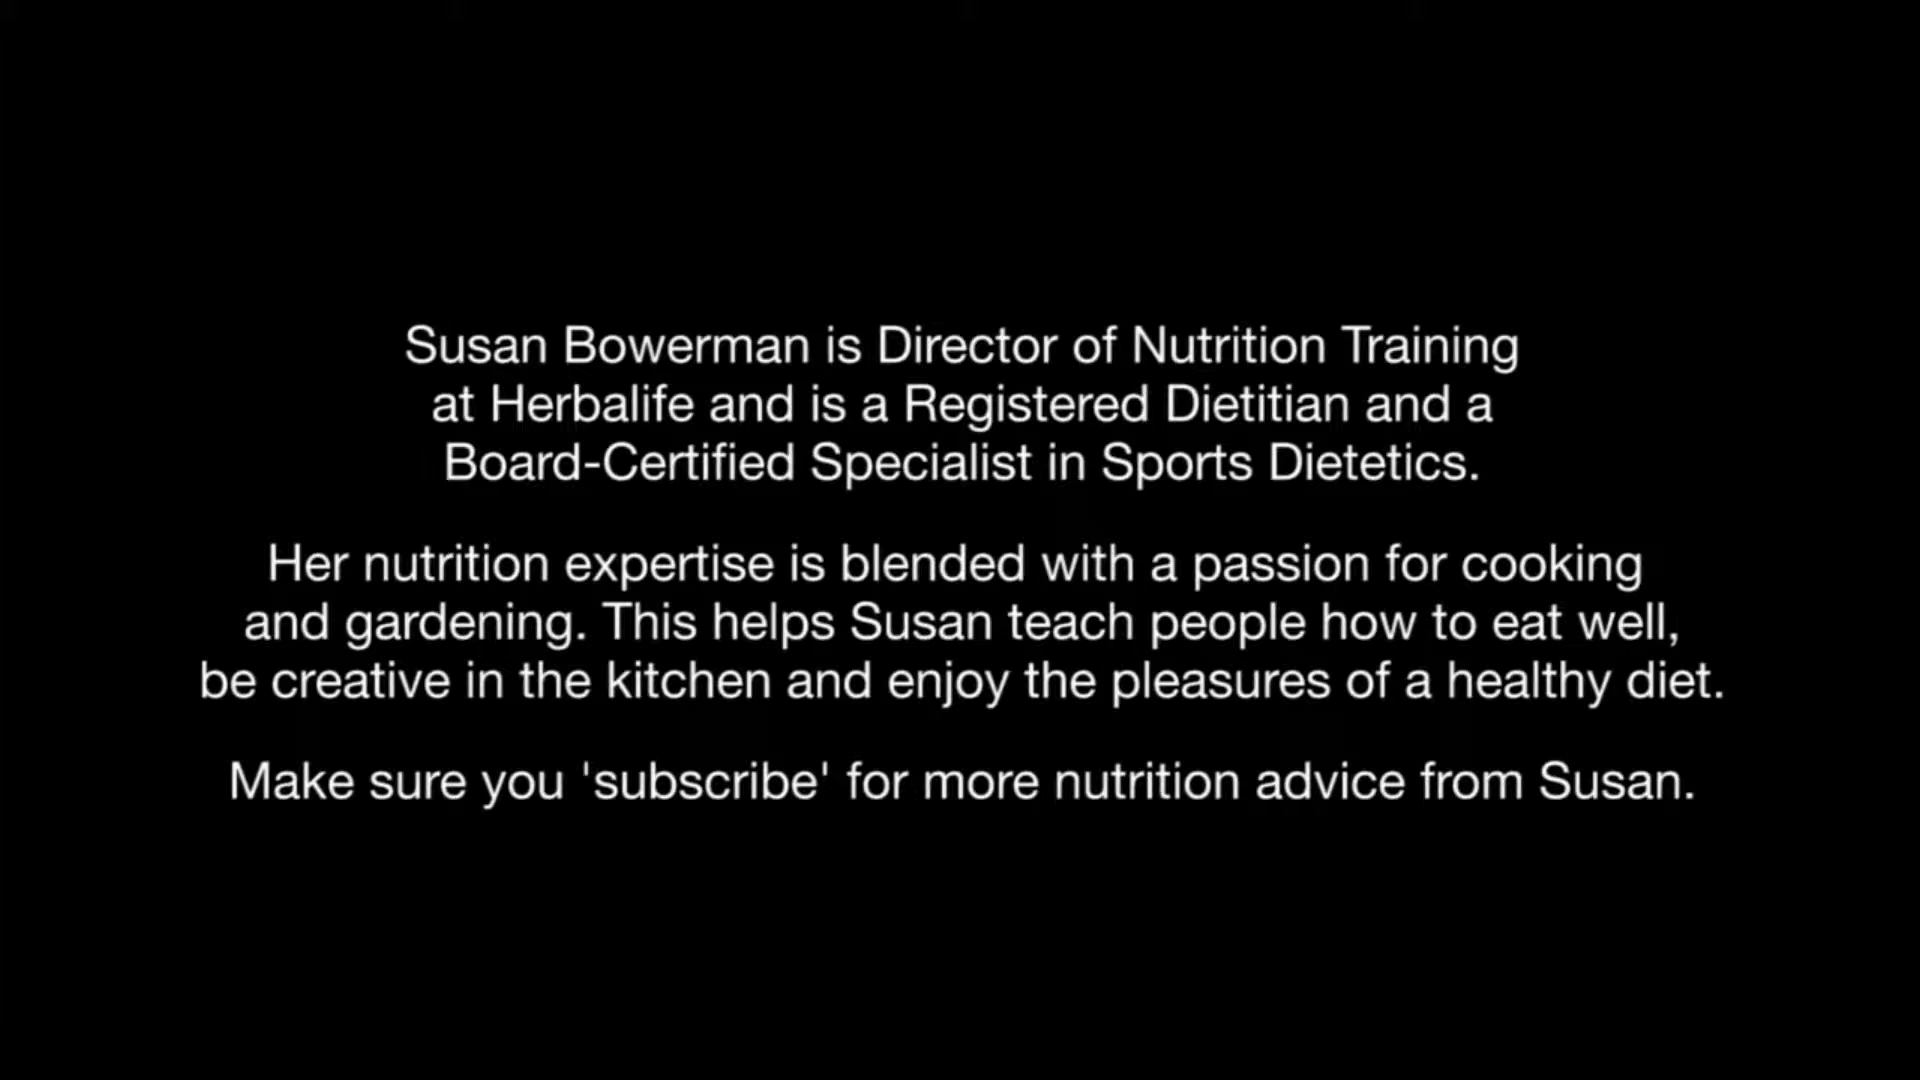 Susan Bowerman is Director of Nutrition Training
at Herbalife and is a Registered Dietitian and a
Board-Certified Specialist in Sports Dietetics.
Her nutrition expertise is blended with a passion for cooking
and gardening. This helps Susan teach people how to eat well,
be creative in the kitchen and enjoy the pleasures of a healthy diet.
Make sure you 'subscribe' for more nutrition advice from Susan.